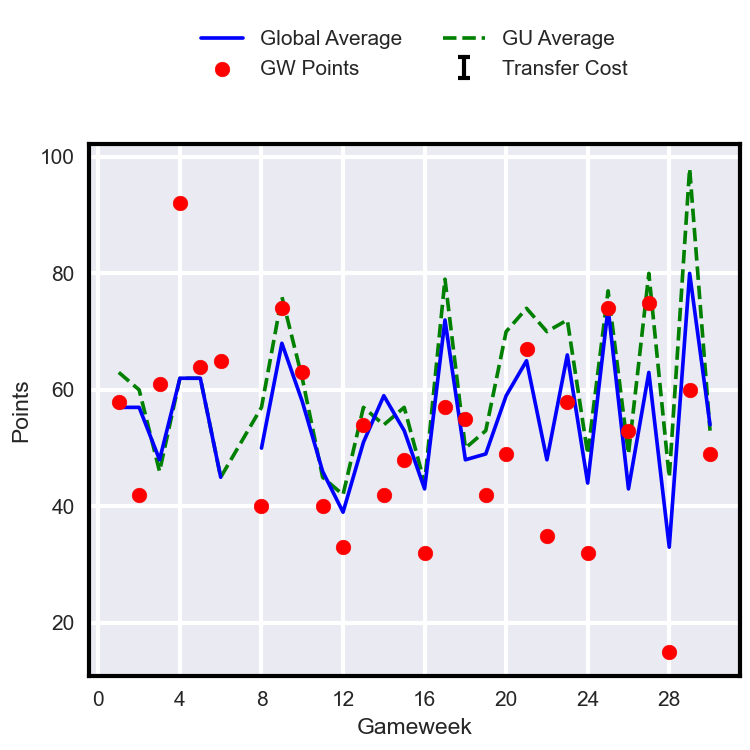 Global Average GU Average
GW Points Transfer Cost
100
80
60
40
20
Points
0 4 8 12 16 20 24 28
Gameweek